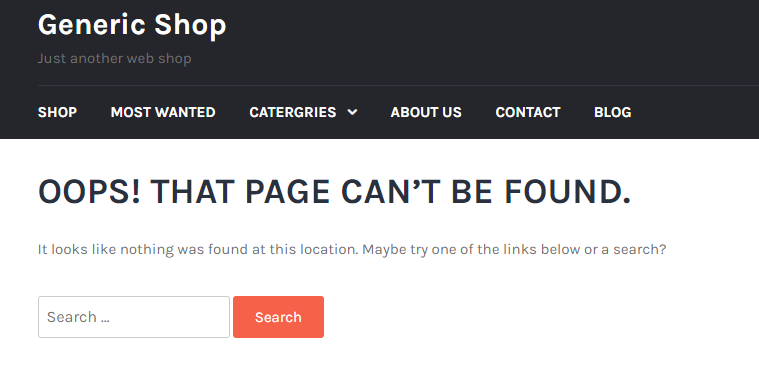 Generic Shop
Just another web shop
SHOP MOST WANTED CATERGRIES ABOUT US CONTACT BLOG
OOPS! THAT PAGE CAN’T BE FOUND.
It looks like nothing was found at this location. Maybe try one of the links below or a search?
Search ... Search